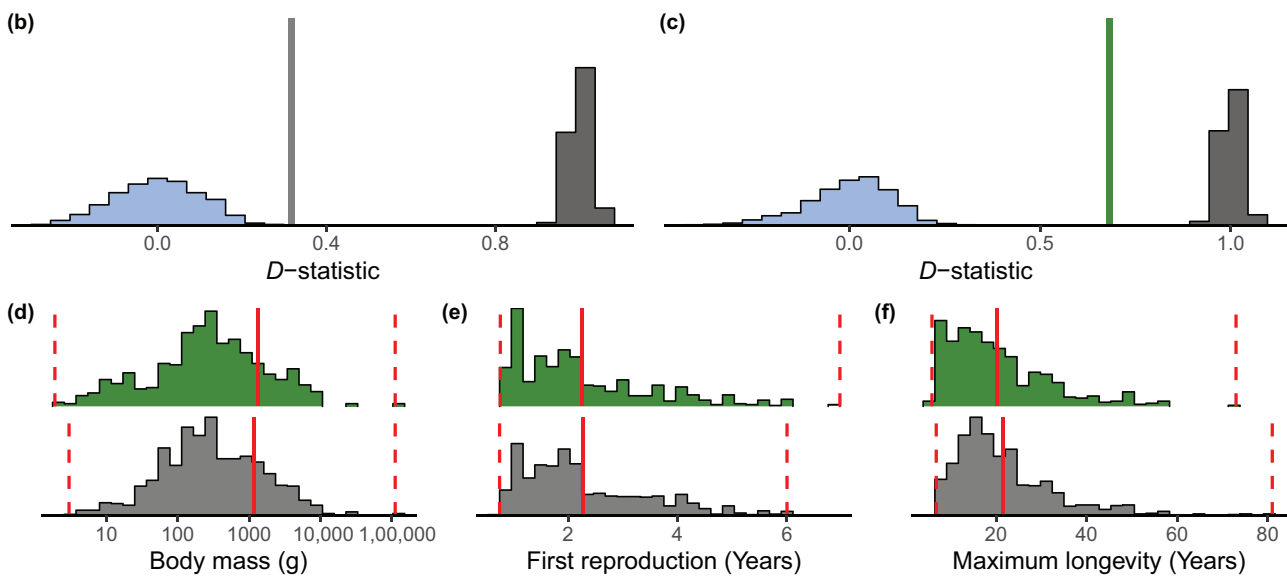 (b)
(c)
0.0 0.4 0.8
D−statistic
0.0 0.5 1.0
D−statistic
(d)
(e)
(f)
10 100 1000 10,000 1,00,000
Body mass (g)
2 4 6
First reproduction (Years)
20 40 60 80
Maximum longevity (Years)